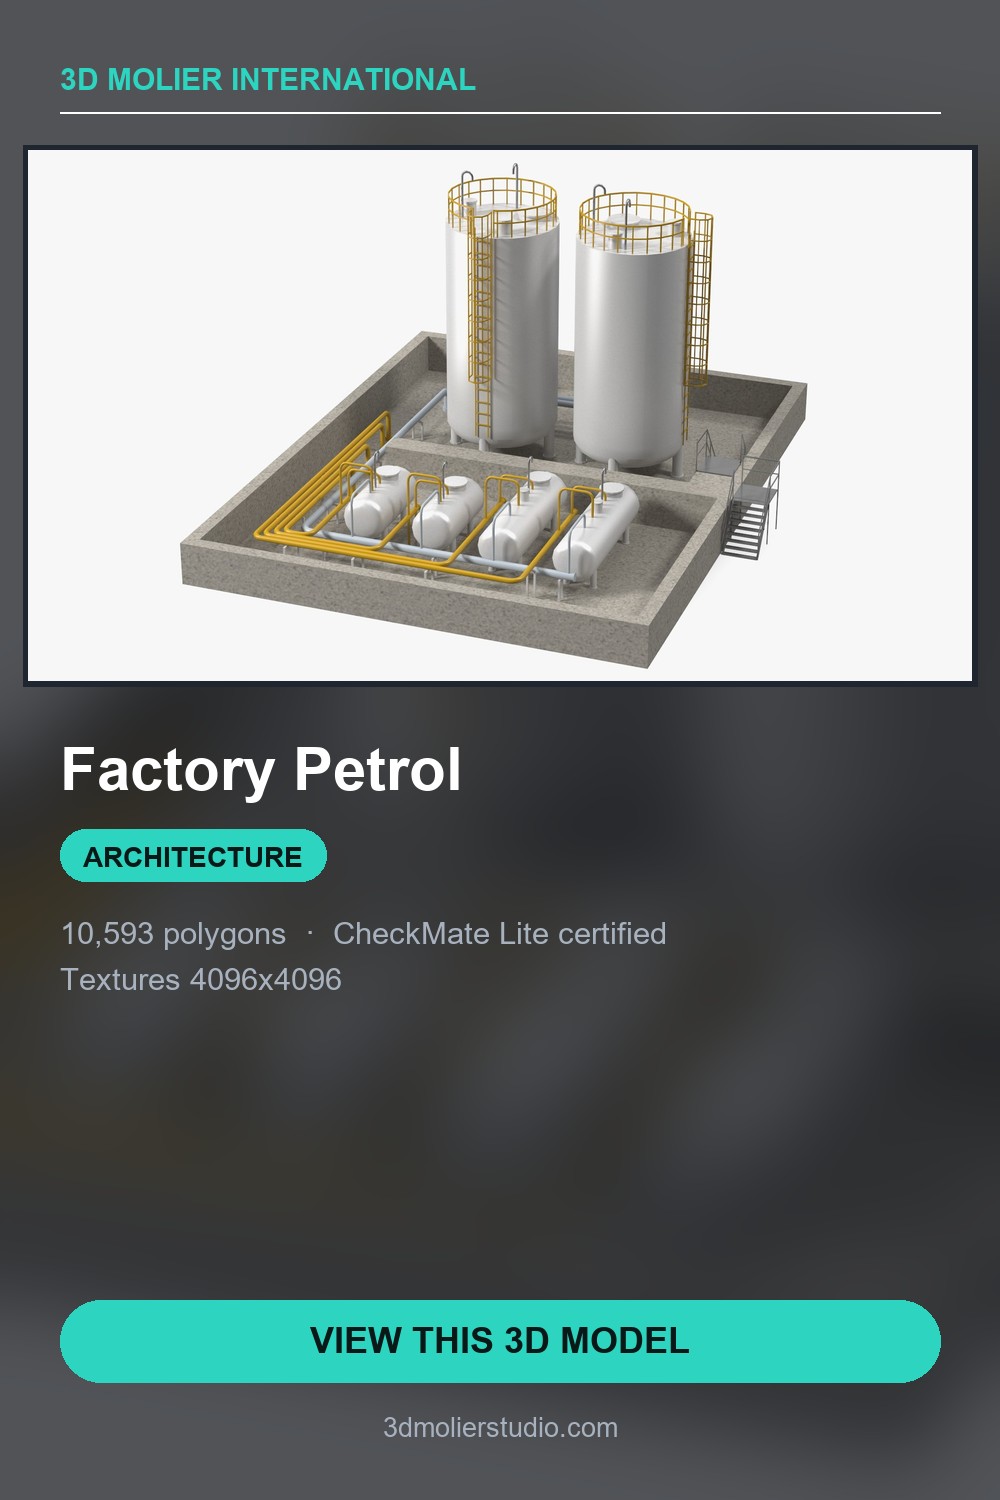 3D MOLIER INTERNATIONAL
Factory Petrol
ARCHITECTURE
10,593 polygons · CheckMate Lite certified
Textures 4096x4096
VIEW THIS 3D MODEL
3dmolierstudio.com